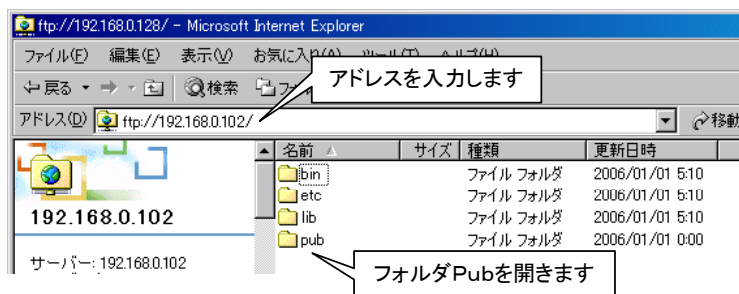 ftp://192.168.0.128/ - Microsoft Internet Explorer
ファイル(F) 編集(E) 表示(V) お気に入り(A)
アドレスを入力します
戻る 検索
アドレス(D) ftp://192.168.0.102/ 移動
名前 サイズ 種類 更新日時
bin ファイル フォルダ 2006/01/01 5:10
etc ファイル フォルダ 2006/01/01 5:10
lib ファイル フォルダ 2006/01/01 5:10
pub ファイル フォルダ 2006/01/01 0:00
192.168.0.102
サーバー: 192.168.0.102
フォルダPubを開きます